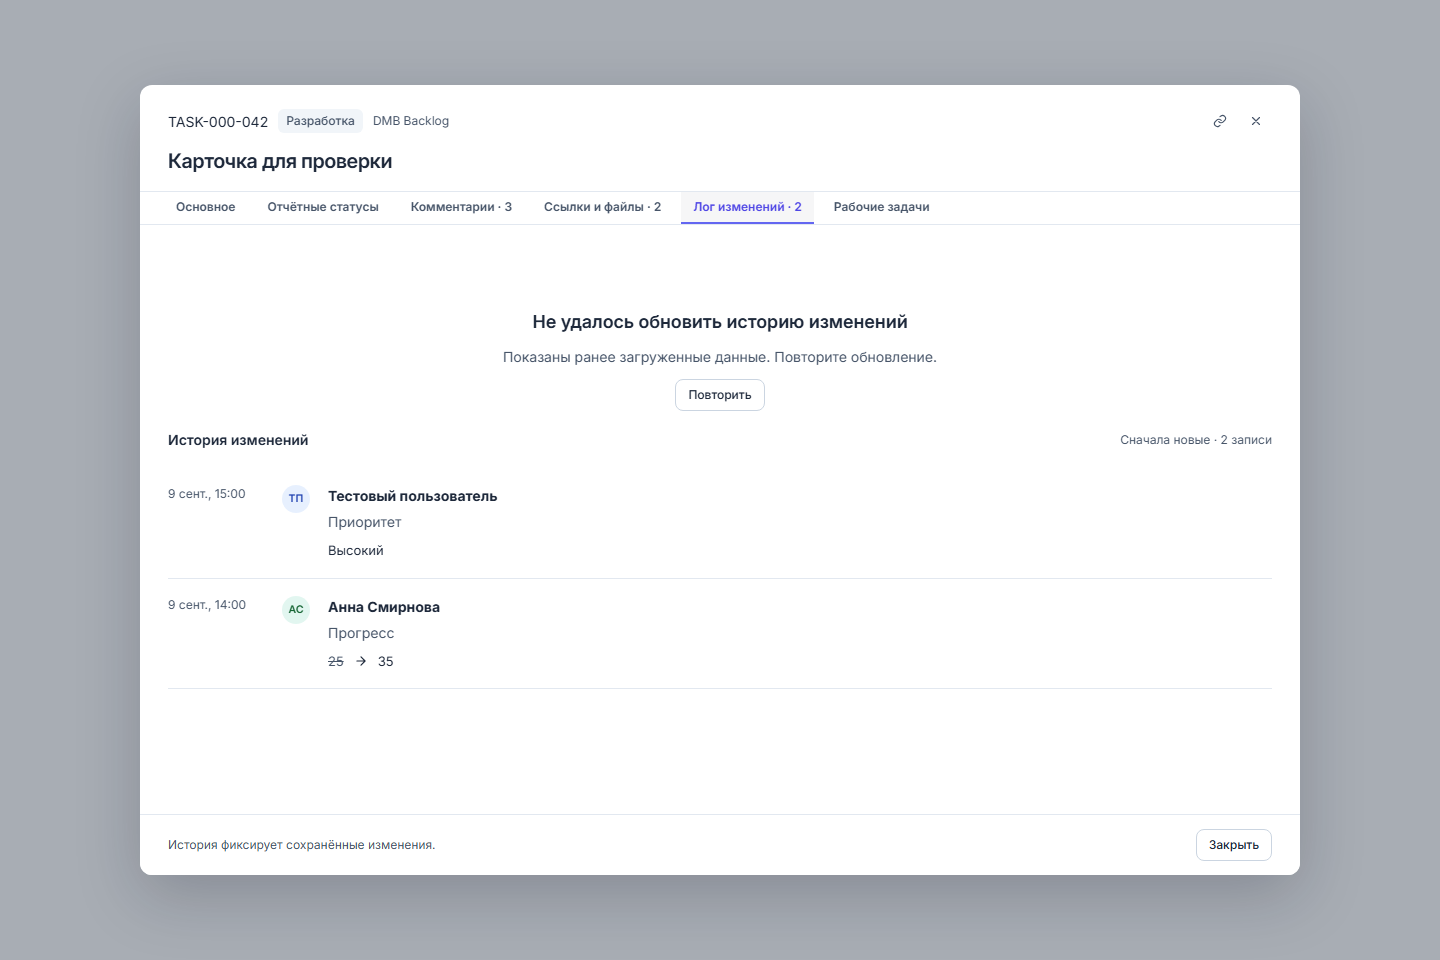 TASK-000-042 Разработка DMB Backlog
Карточка для проверки
Основное Отчётные статусы Комментарии · 3 Ссылки и файлы · 2 Лог изменений · 2 Рабочие задачи
Не удалось обновить историю изменений
Показаны ранее загруженные данные. Повторите обновление.
Повторить
История изменений Сначала новые · 2 записи
9 сент., 15:00 ТП Тестовый пользователь
Приоритет
Высокий
9 сент., 14:00 АС Анна Смирнова
Прогресс
25 → 35
История фиксирует сохранённые изменения. Закрыть